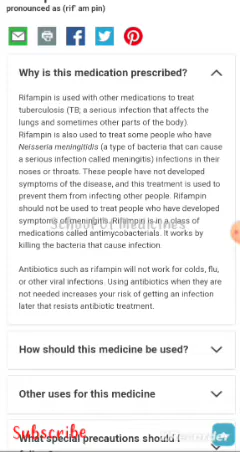 pronounced as (rif' am pin)
Why is this medication prescribed?
Rifampin is used with other medications to treat
tuberculosis (TB; a serious infection that affects the
lungs and sometimes other parts of the body).
Rifampin is also used to treat some people who have
Neisseria meningitidis (a type of bacteria that can cause
a serious infection called meningitis) infections in their
noses or throats. These people have not developed
symptoms of the disease, and this treatment is used to
prevent them from infecting other people. Rifampin
should not be used to treat people who have developed
symptoms of meningitis. Rifampin is in a class of
School Of Medicines
medications called antimycobacterials. It works by
killing the bacteria that cause infection.
Antibiotics such as rifampin will not work for colds, flu,
or other viral infections. Using antibiotics when they are
not needed increases your risk of getting an infection
later that resists antibiotic treatment.
How should this medicine be used?
Other uses for this medicine
Subscribe
What special precautions should I